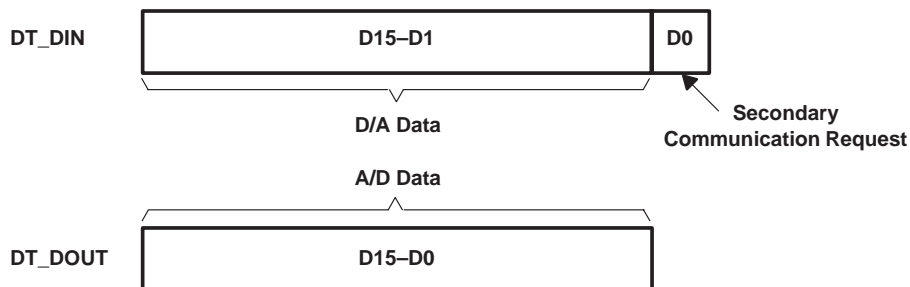 DT_DIN
D15–D1
D0
D/A Data
Secondary
Communication Request
A/D Data
DT_DOUT
D15–D0